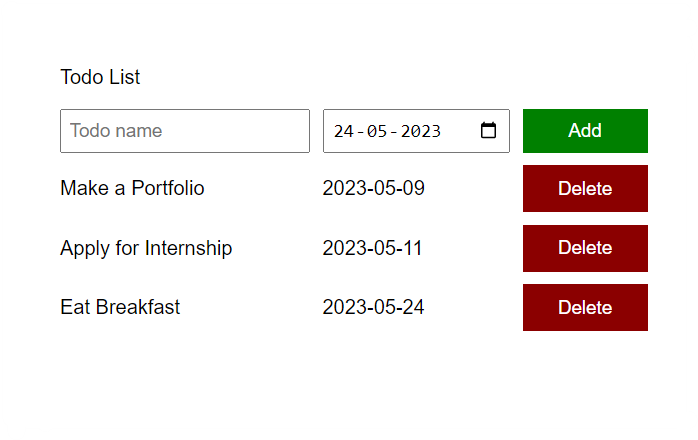 Todo List
Todo name 24-05-2023 Add
Make a Portfolio 2023-05-09 Delete
Apply for Internship 2023-05-11 Delete
Eat Breakfast 2023-05-24 Delete